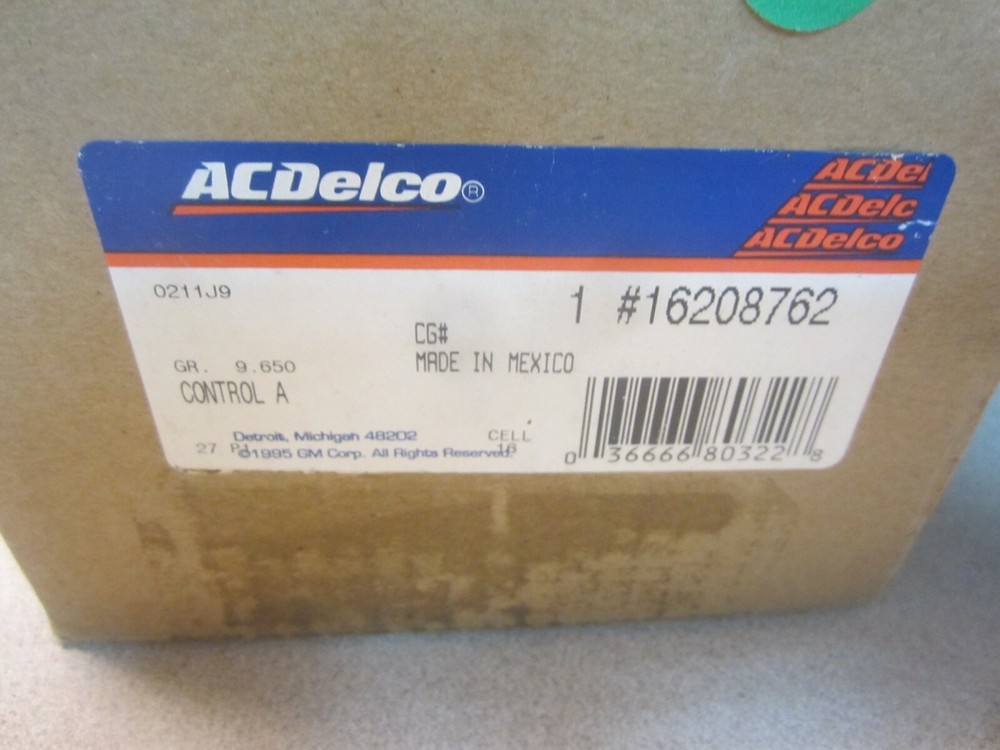 ACDelco®
ACDel
ACDelc
ACDelco
0211J9
1 #16208762
CG#
MADE IN MEXICO
GR. 9.650
CONTROL A
Detroit, Michigan 48202
CELL
27 16
©1995 GM Corp. All Rights Reserved.
0 36666 80322 8